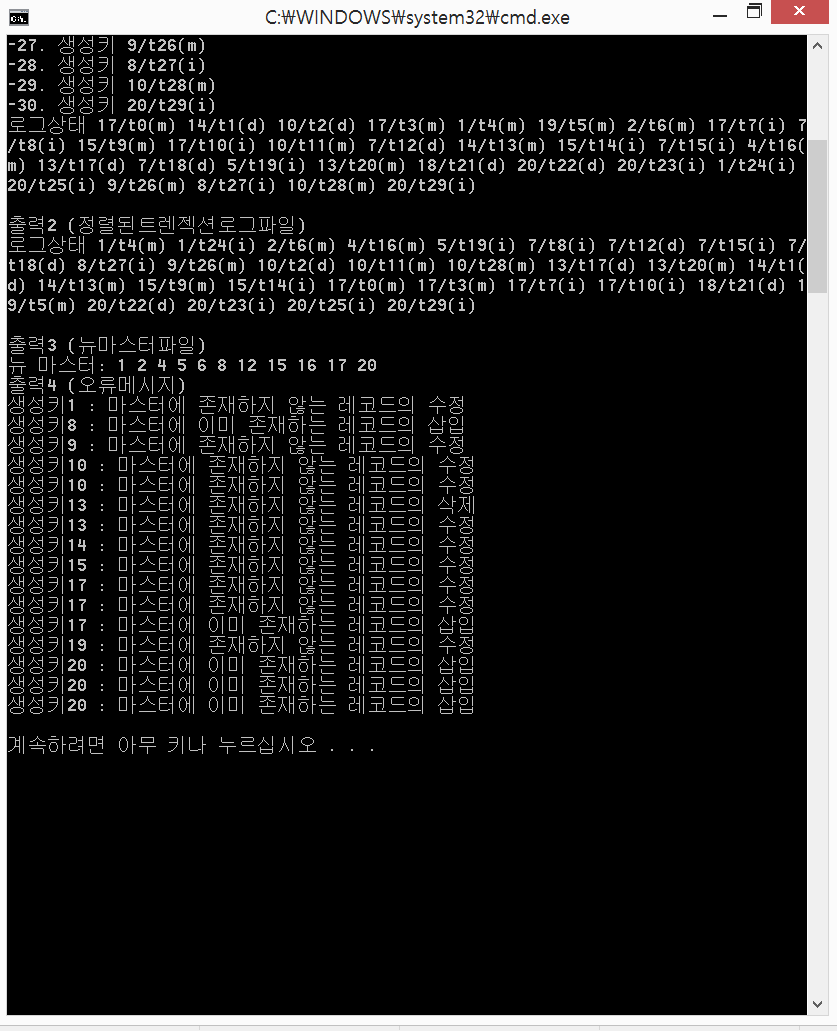 C:₩WINDOWS₩system32₩cmd.exe
-27. 생성키 9/t26(m)
-28. 생성키 8/t27(i)
-29. 생성키 10/t28(m)
-30. 생성키 20/t29(i)
로그상태 17/t0(m) 14/t1(d) 10/t2(d) 17/t3(m) 1/t4(m) 19/t5(m) 2/t6(m) 17/t7(i) 7
/t8(i) 15/t9(m) 17/t10(i) 10/t11(m) 7/t12(d) 14/t13(m) 15/t14(i) 7/t15(i) 4/t16(
m) 13/t17(d) 7/t18(d) 5/t19(i) 13/t20(m) 18/t21(d) 20/t22(d) 20/t23(i) 1/t24(i)
20/t25(i) 9/t26(m) 8/t27(i) 10/t28(m) 20/t29(i)
출력2 (정렬된트렌젝션로그파일)
로그상태 1/t4(m) 1/t24(i) 2/t6(m) 4/t16(m) 5/t19(i) 7/t8(i) 7/t12(d) 7/t15(i) 7/
t18(d) 8/t27(i) 9/t26(m) 10/t2(d) 10/t11(m) 10/t28(m) 13/t17(d) 13/t20(m) 14/t1(
d) 14/t13(m) 15/t9(m) 15/t14(i) 17/t0(m) 17/t3(m) 17/t7(i) 17/t10(i) 18/t21(d) 1
9/t5(m) 20/t22(d) 20/t23(i) 20/t25(i) 20/t29(i)
출력3 (뉴마스터파일)
뉴 마스터: 1 2 4 5 6 8 12 15 16 17 20
출력4 (오류메시지)
생성키1 : 마스터에 존재하지 않는 레코드의 수정
생성키8 : 마스터에 이미 존재하는 레코드의 삽입
생성키9 : 마스터에 존재하지 않는 레코드의 수정
생성키10 : 마스터에 존재하지 않는 레코드의 수정
생성키10 : 마스터에 존재하지 않는 레코드의 수정
생성키13 : 마스터에 존재하지 않는 레코드의 삭제
생성키13 : 마스터에 존재하지 않는 레코드의 수정
생성키14 : 마스터에 존재하지 않는 레코드의 수정
생성키15 : 마스터에 존재하지 않는 레코드의 수정
생성키17 : 마스터에 존재하지 않는 레코드의 수정
생성키17 : 마스터에 존재하지 않는 레코드의 수정
생성키17 : 마스터에 이미 존재하는 레코드의 삽입
생성키19 : 마스터에 존재하지 않는 레코드의 수정
생성키20 : 마스터에 이미 존재하는 레코드의 삽입
생성키20 : 마스터에 이미 존재하는 레코드의 삽입
생성키20 : 마스터에 이미 존재하는 레코드의 삽입
계속하려면 아무 키나 누르십시오 . . .